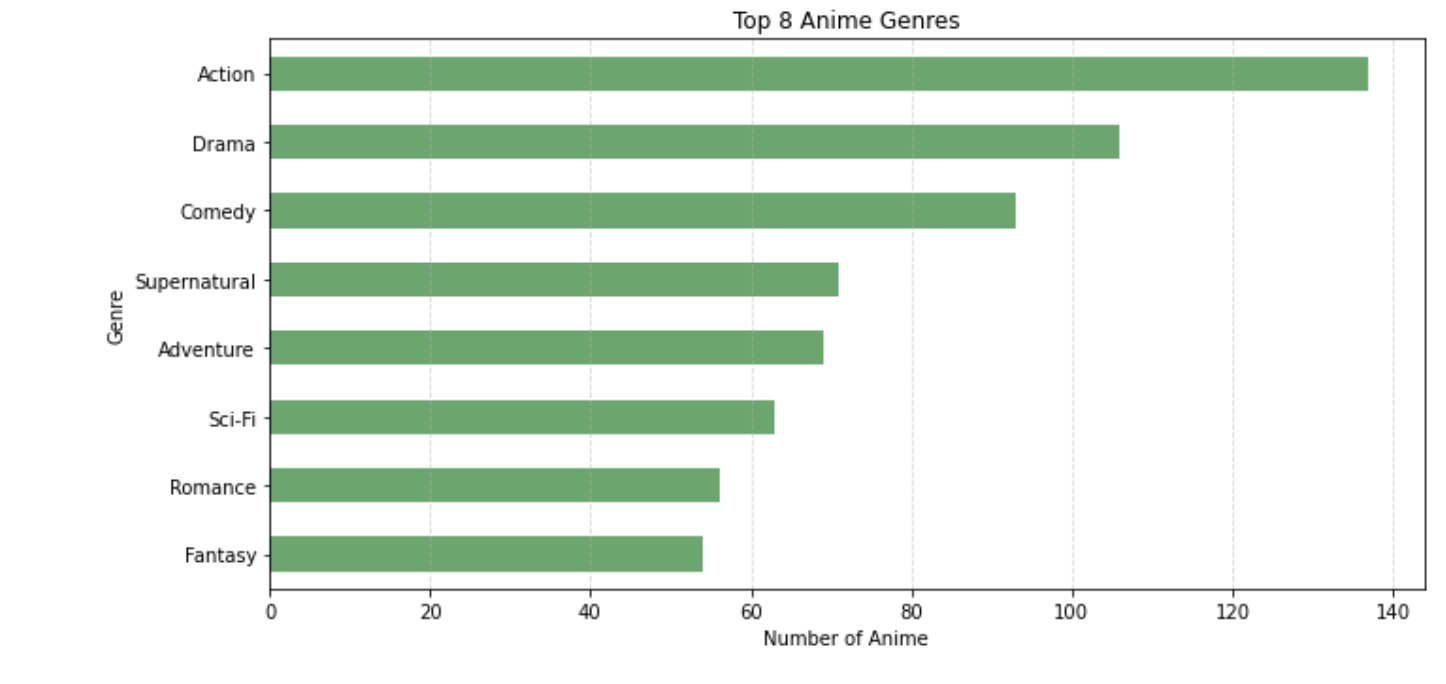 Top 8 Anime Genres
Genre
Action
Drama
Comedy
Supernatural
Adventure
Sci-Fi
Romance
Fantasy
0 20 40 60 80 100 120 140
Number of Anime